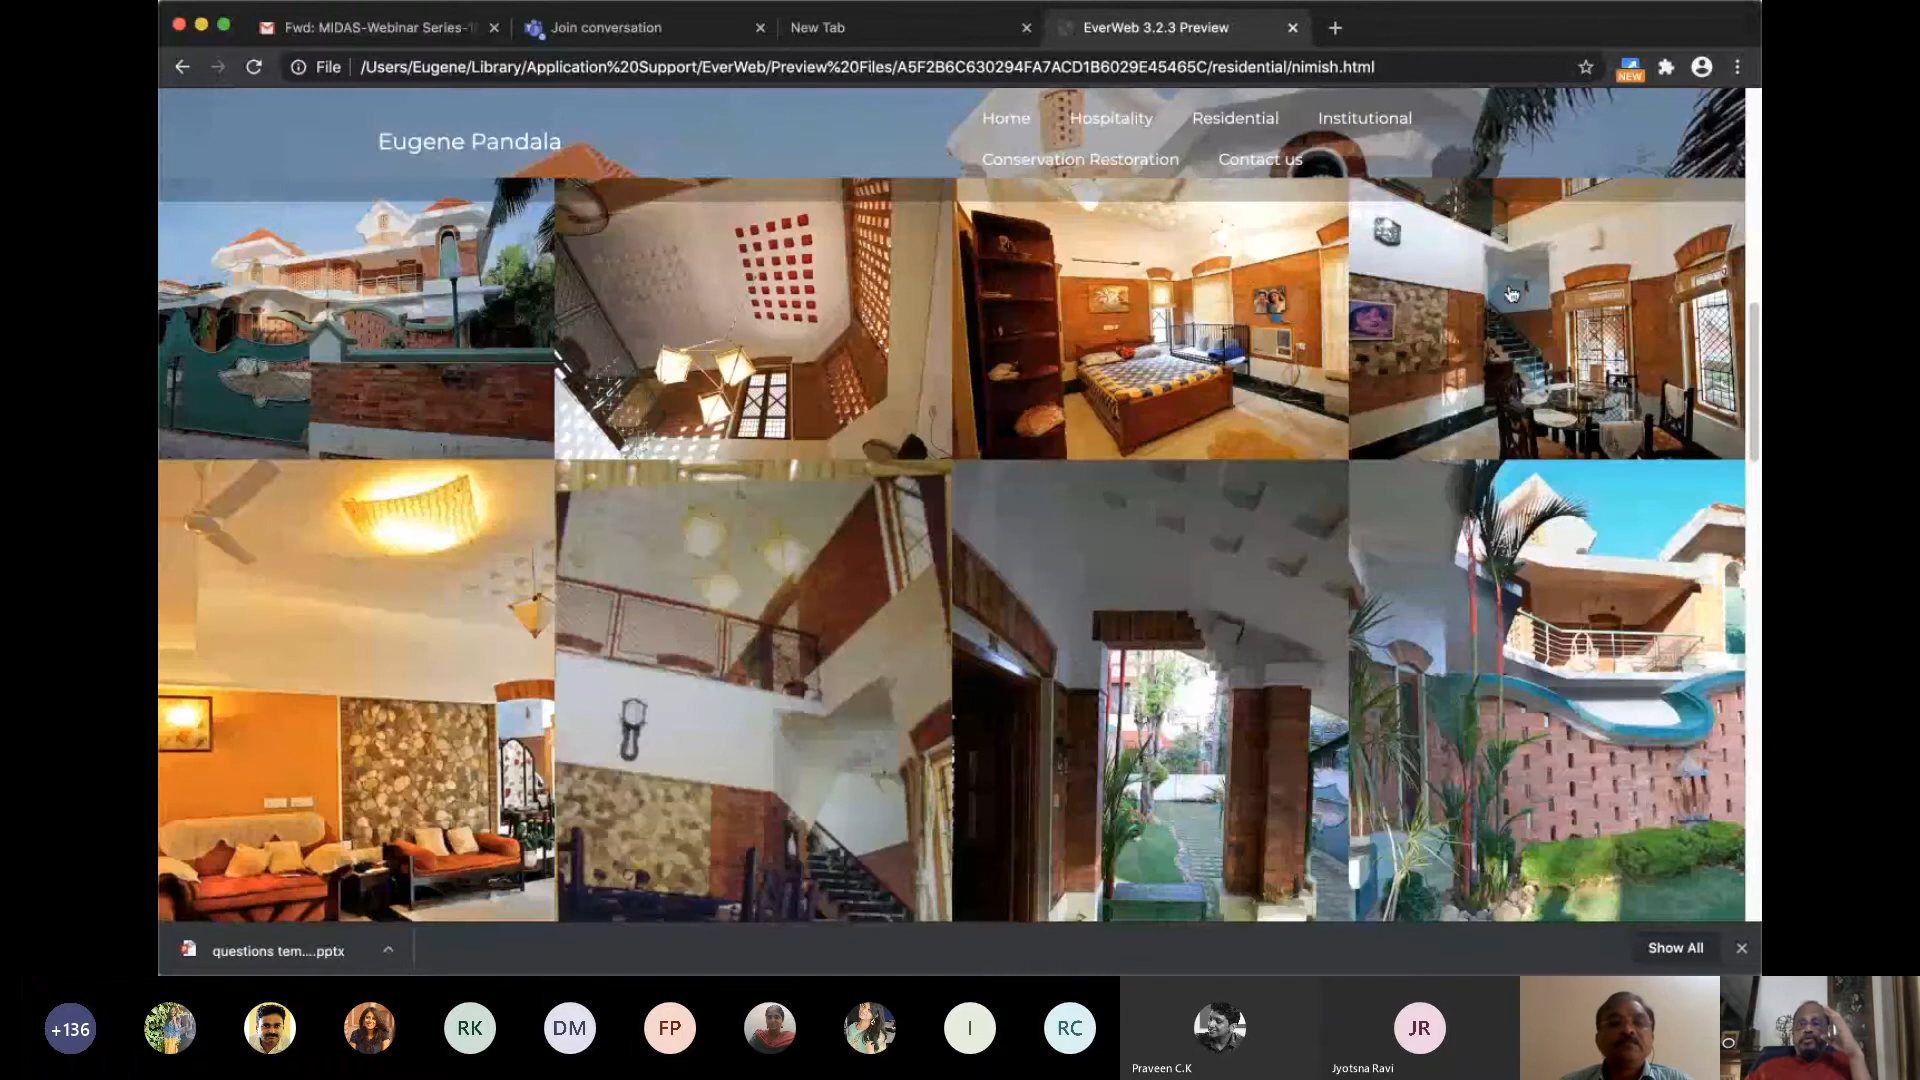 Fwd: MIDAS-Webinar Series-1
Join conversation
New Tab
EverWeb 3.2.3 Preview
File
/Users/Eugene/Library/Application%20Support/EverWeb/Preview%20Files/A5F2B6C630294FA7ACD1B6029E45465C/residential/nimish.html
NEW
Eugene Pandala
Home
Hospitality
Residential
Institutional
Conservation Restoration
Contact us
questions tem....pptx
Show All
+136
RK
DM
FP
I
RC
Praveen C.K
JR
Jyotsna Ravi